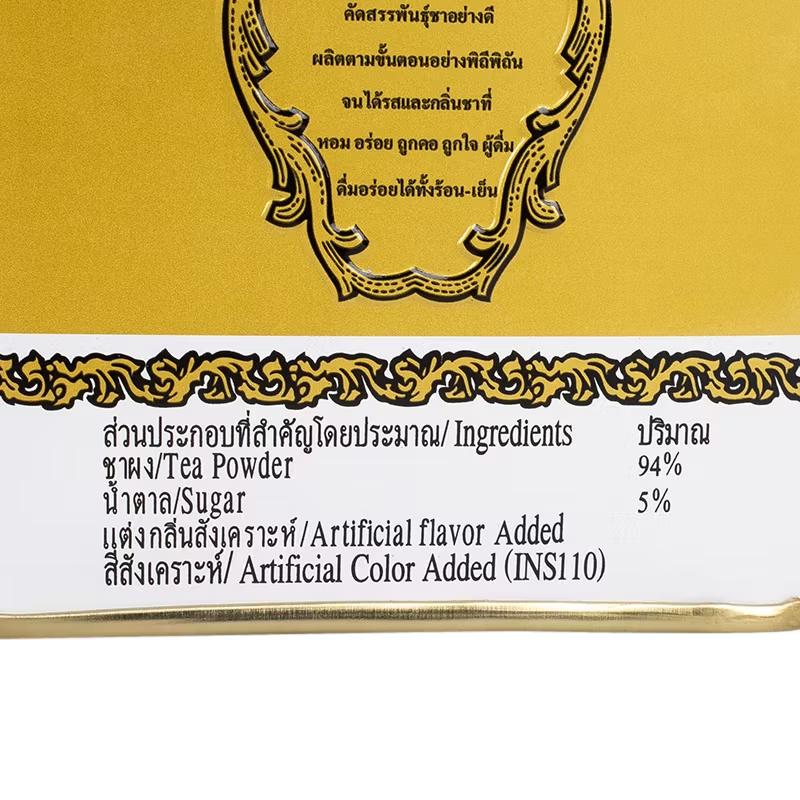 คัดสรรพันธุ์ชาอย่างดี
ผลิตตามขั้นตอนอย่างพิถีพิถัน
จนได้รสและกลิ่นชาที่
หอม อร่อย ถูกคอ ถูกใจ ผู้ดื่ม
ดื่มอร่อยได้ทั้งร้อน-เย็น
ส่วนประกอบที่สำคัญโดยประมาณ/ Ingredients ปริมาณ
ชาผง/Tea Powder 94%
น้ำตาล/Sugar 5%
แต่งกลิ่นสังเคราะห์/Artificial flavor Added
สีสังเคราะห์/ Artificial Color Added (INS110)